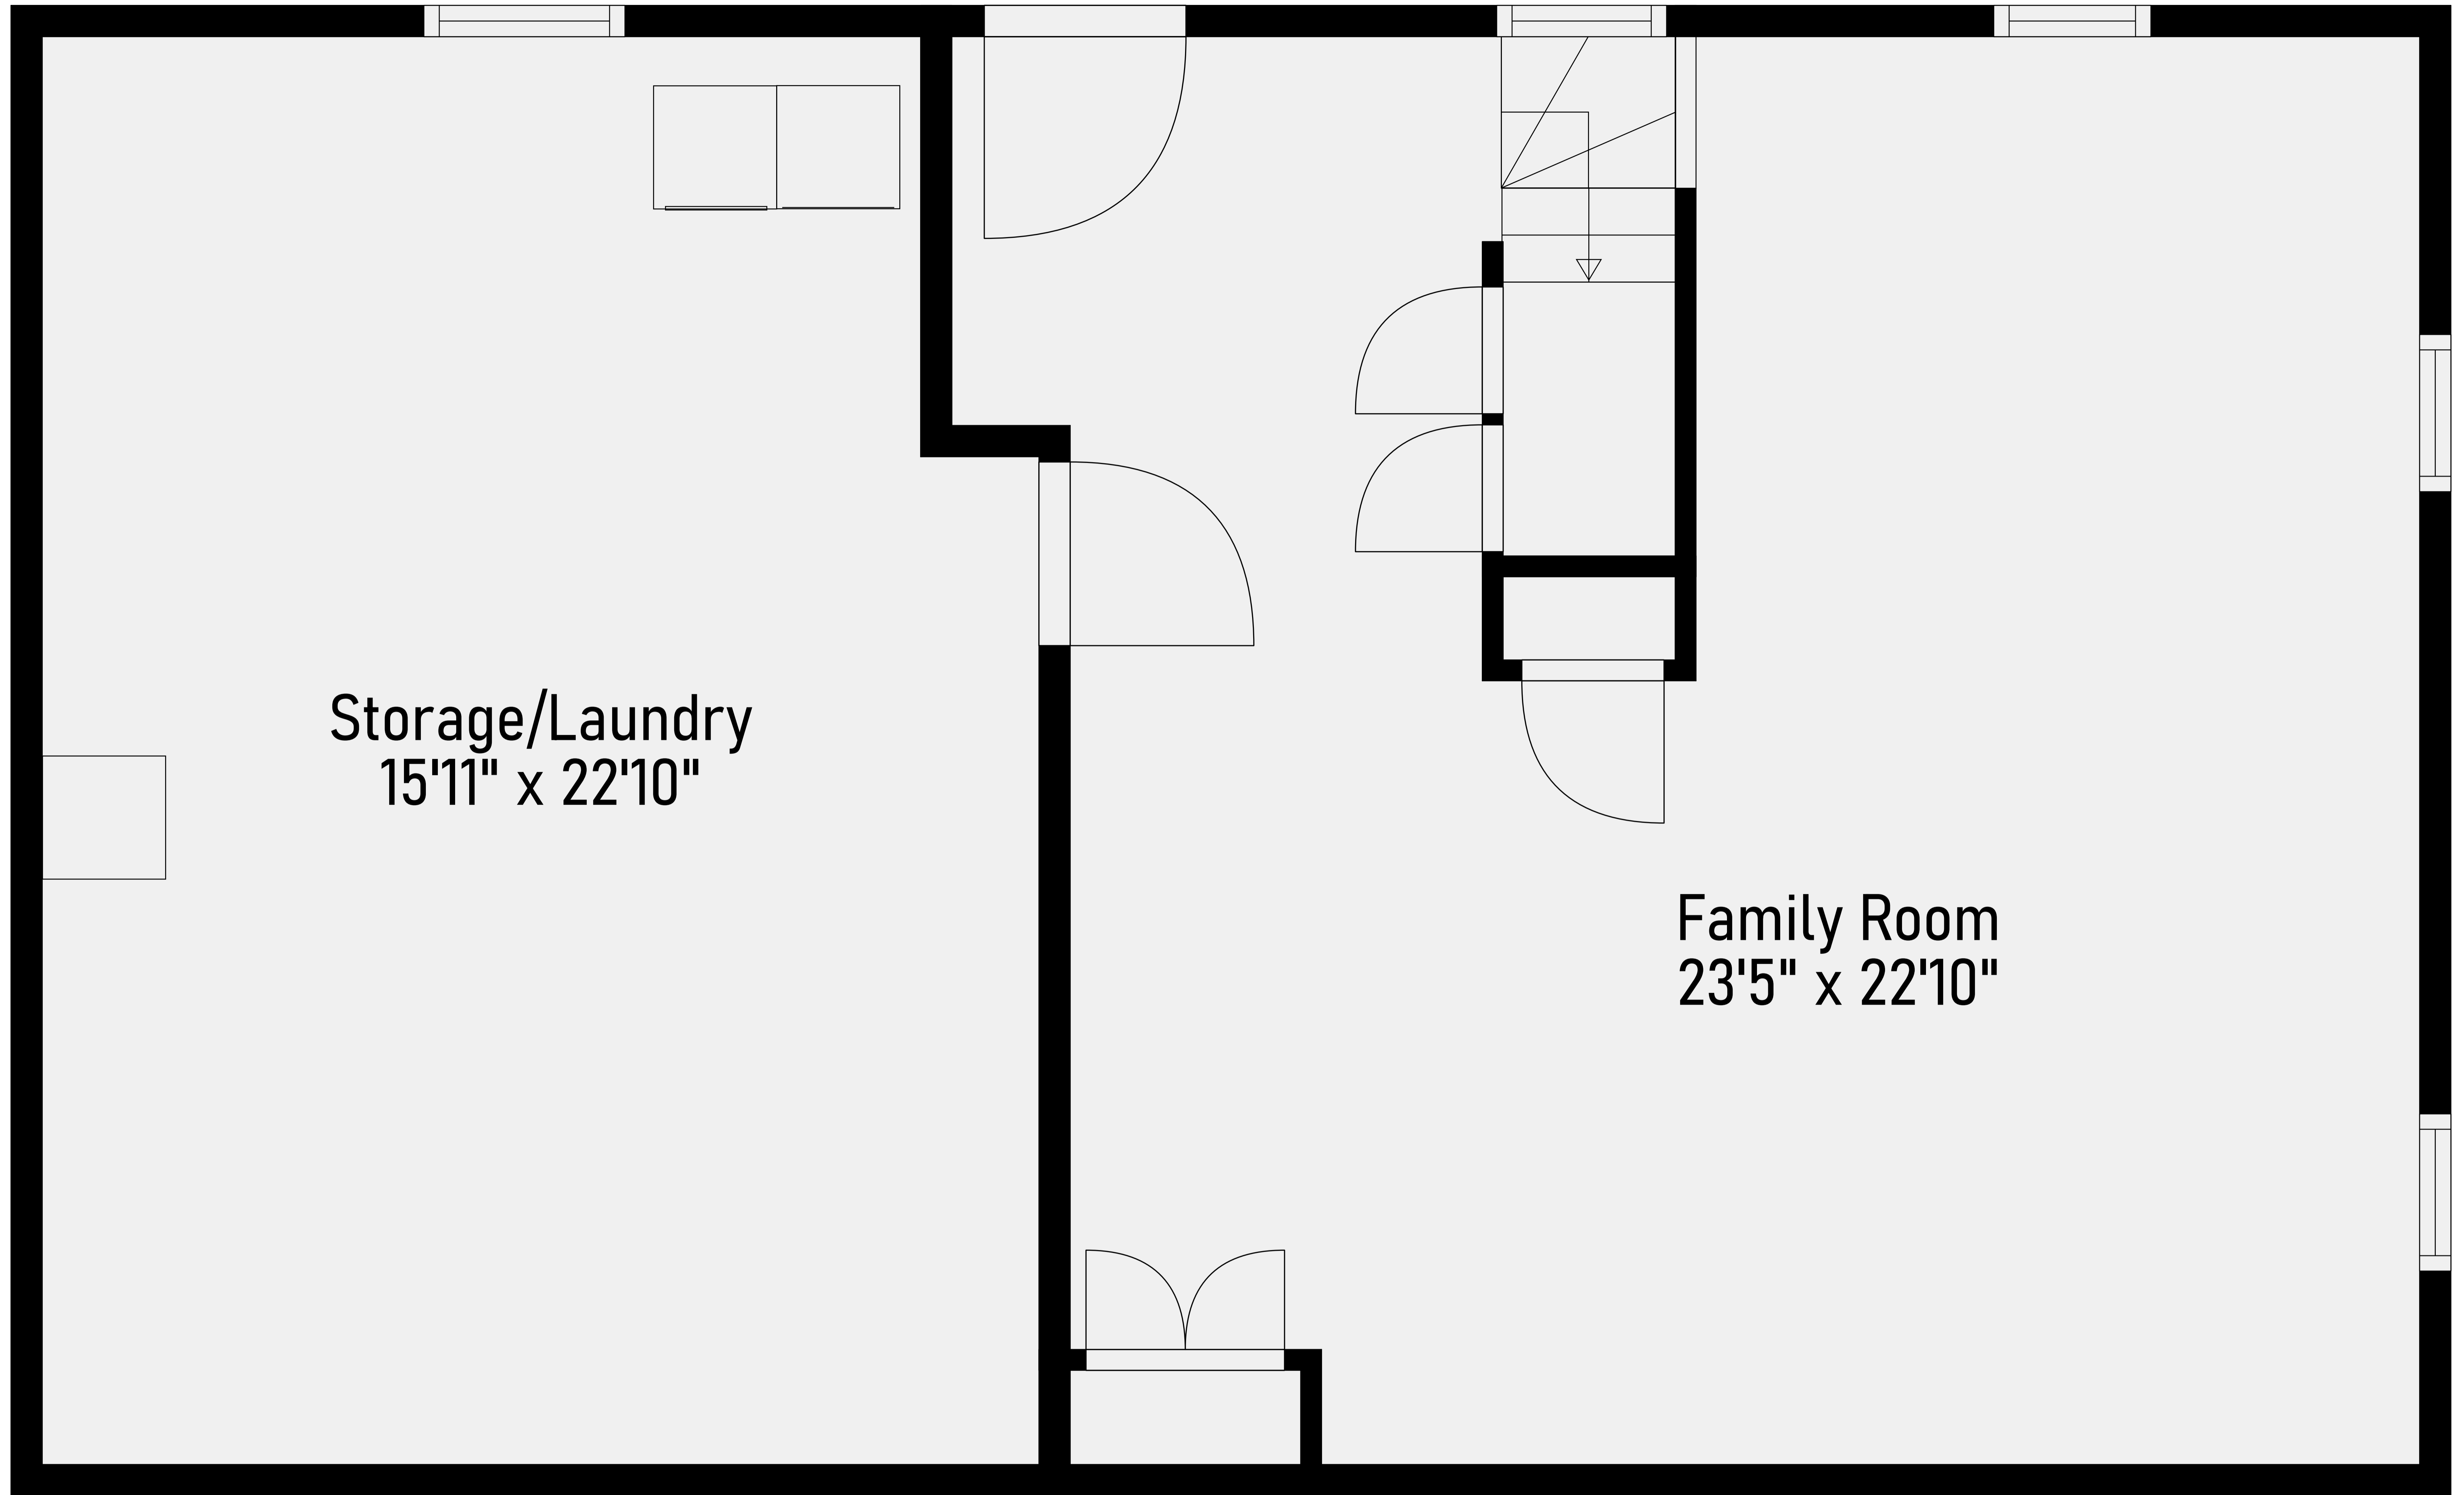 Storage/Laundry
15'11" x 22'10"
Family Room
23'5" x 22'10"